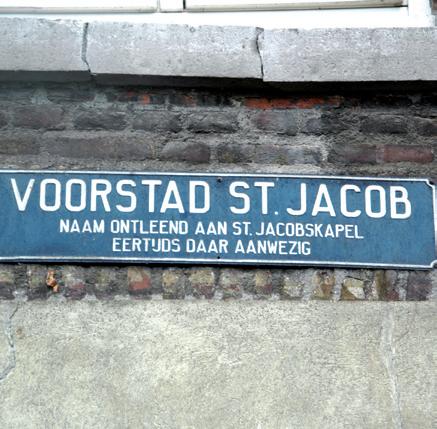 VOORSTAD ST. JACOB
NAAM ONTLEEND AAN ST. JACOBSKAPEL
EERTIJDS DAAR AANWEZIG